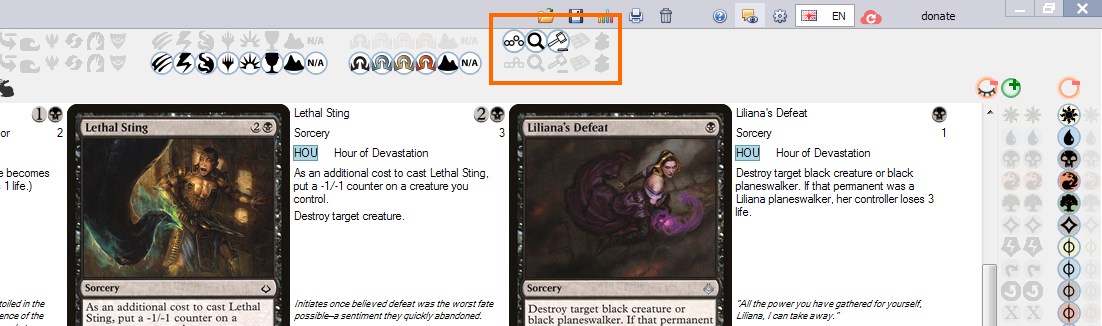 EN
donate
N/A
N/A
N/A
N/A
or
2
e becomes
1 life.)
toiled in the
ence of the
1
Lethal Sting
2
Sorcery
As an additional cost to cast Lethal
Sting, put a -1/-1 counter on a
Lethal Sting
2
Sorcery
3
HOU Hour of Devastation
As an additional cost to cast Lethal Sting,
put a -1/-1 counter on a creature you
control.
Destroy target creature.
Initiates once believed defeat was the worst fate
possible–a sentiment they quickly abandoned.
Liliana's Defeat
Sorcery
Destroy target black creature or
black planeswalker. If that permanent
Liliana's Defeat
Sorcery
1
HOU Hour of Devastation
Destroy target black creature or black
planeswalker. If that permanent was a
Liliana planeswalker, her controller loses 3
life.
"All the power you have gathered for yourself,
Liliana, I can take away."
X X X